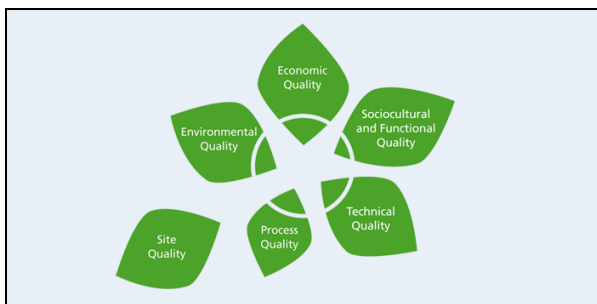 Economic
Quality
Sociocultural
and Functional
Quality
Environmental
Quality
Technical
Quality
Process
Quality
Site
Quality